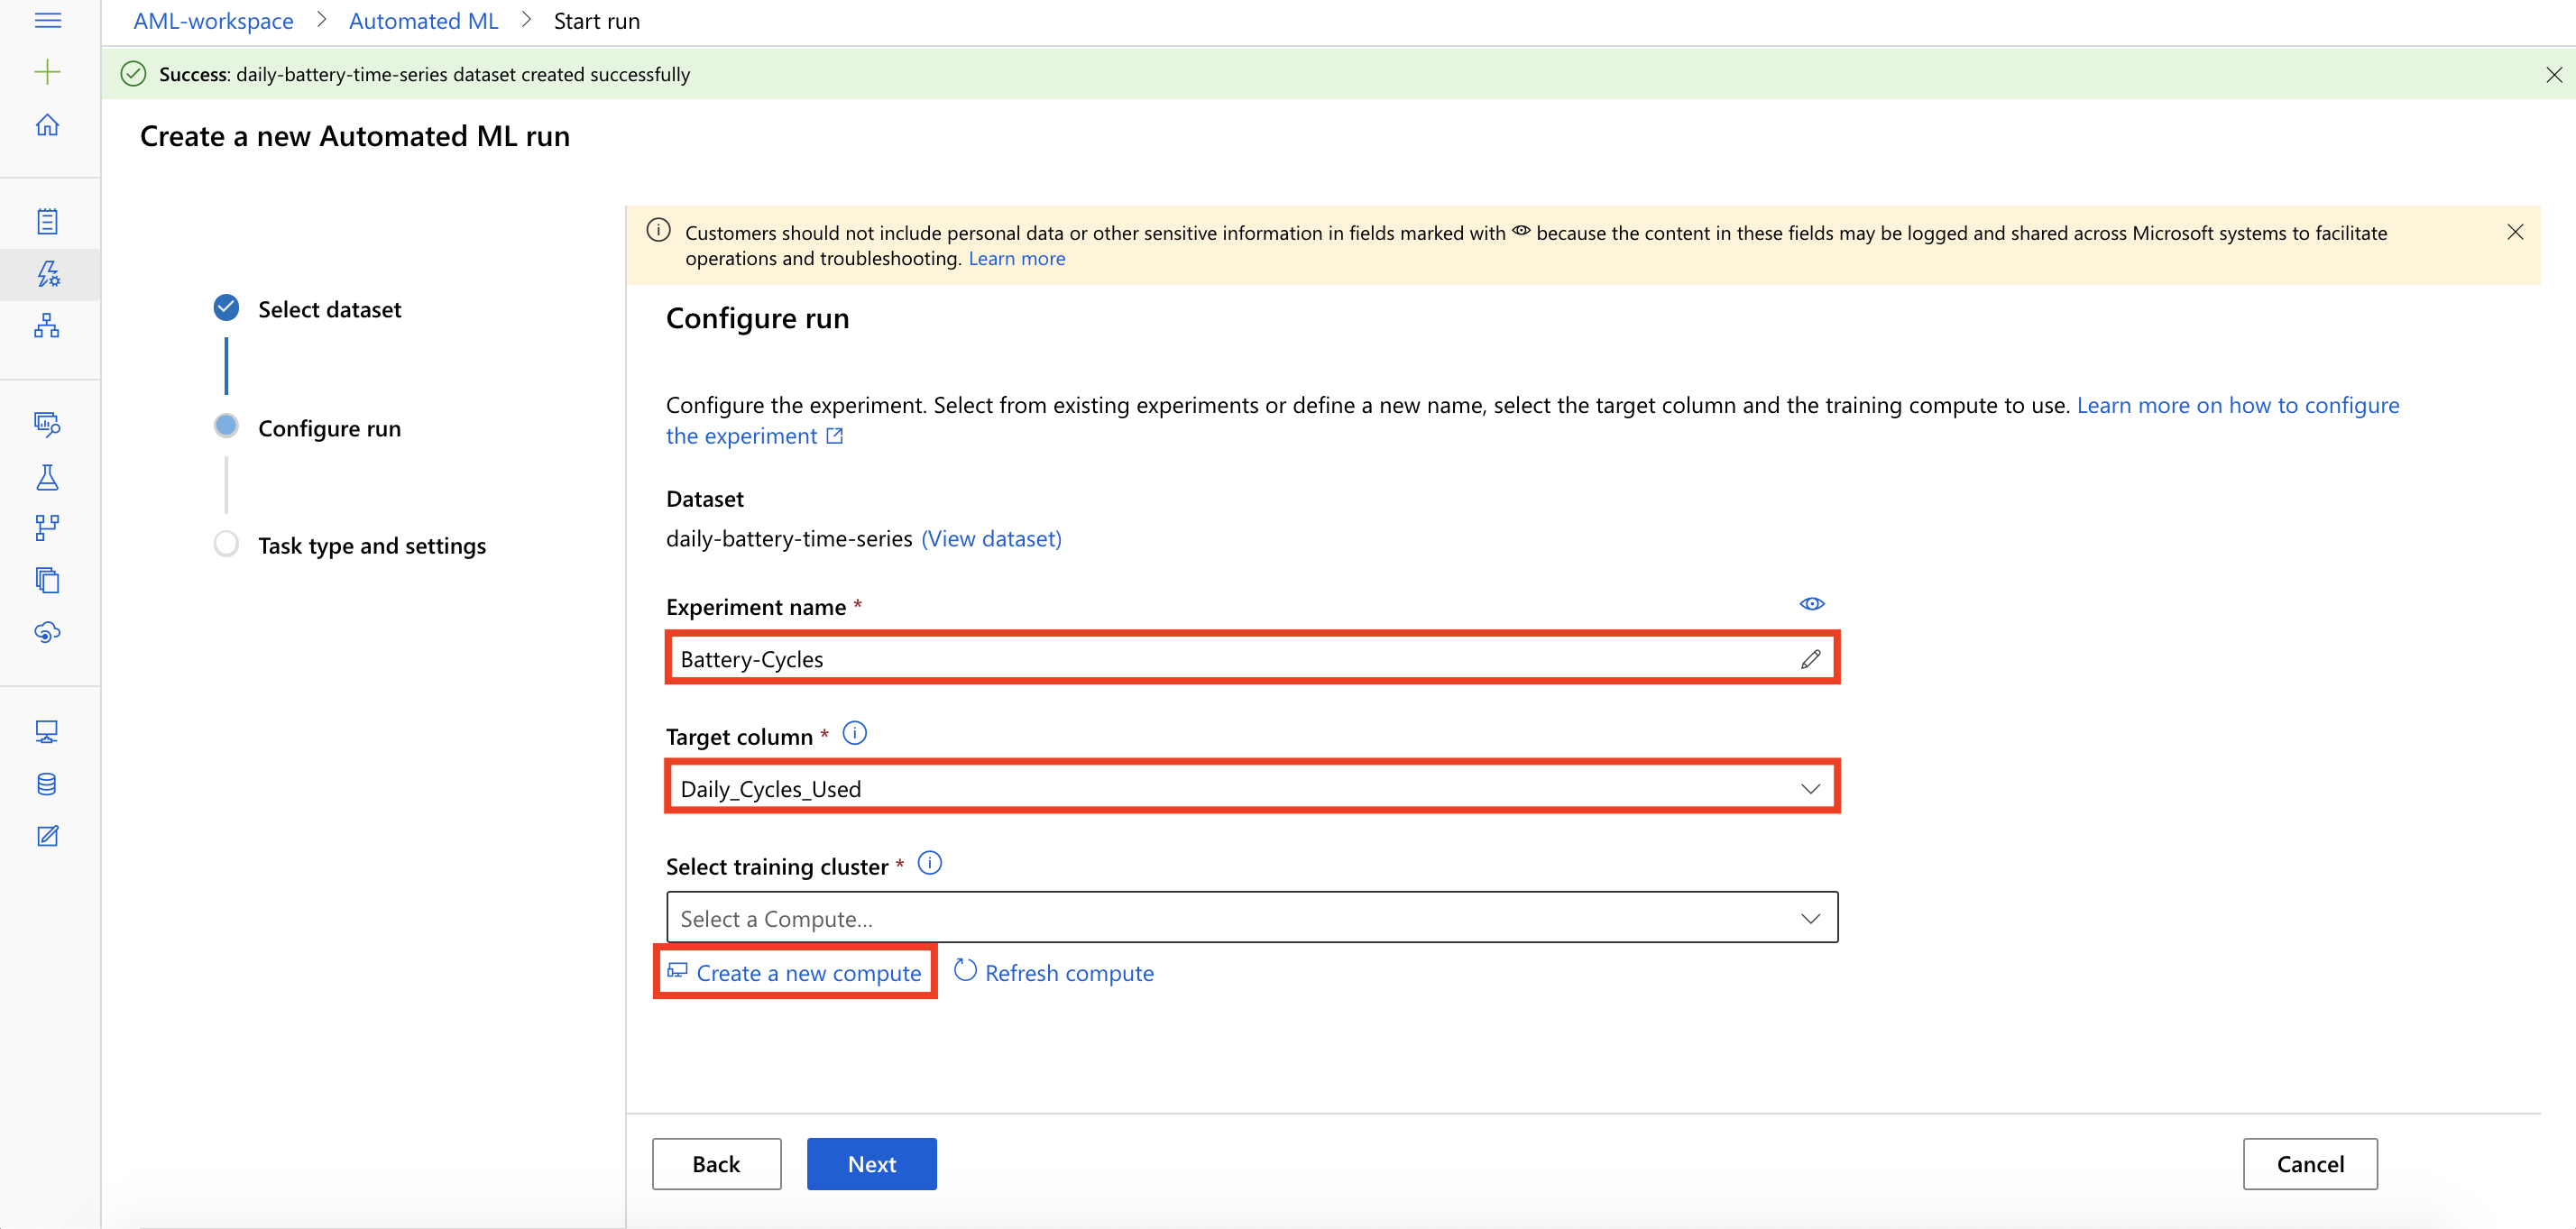 AML-workspace > Automated ML > Start run
Success: daily-battery-time-series dataset created successfully
Create a new Automated ML run
Customers should not include personal data or other sensitive information in fields marked with because the content in these fields may be logged and shared across Microsoft systems to facilitate
operations and troubleshooting. Learn more
Select dataset
Configure run
Task type and settings
Configure run
Configure the experiment. Select from existing experiments or define a new name, select the target column and the training compute to use. Learn more on how to configure
the experiment
Dataset
daily-battery-time-series (View dataset)
Experiment name *
Battery-Cycles
Target column *
Daily_Cycles_Used
Select training cluster *
Select a Compute...
Create a new compute Refresh compute
Back Next Cancel